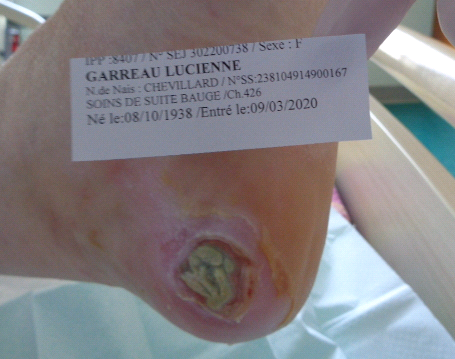 IPP :8407 / N° SEJ 302200738 / Sexe : F
GARREAU LUCIENNE
N.de Nais : CHEVILLARD / N°SS:238104914900167
SOINS DE SUITE BAUGE /Ch.426
Né le:08/10/1938 /Entré le:09/03/2020